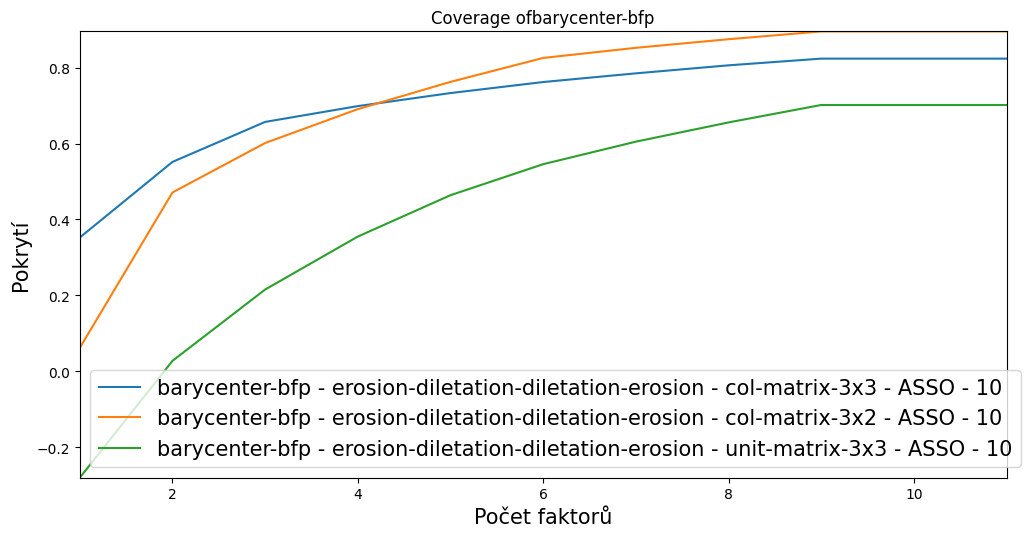 Coverage ofbarycenter-bfp
Pokrytí
0.8
0.6
0.4
0.2
0.0
−0.2
barycenter-bfp - erosion-diletation-diletation-erosion - col-matrix-3x3 - ASSO - 10
barycenter-bfp - erosion-diletation-diletation-erosion - col-matrix-3x2 - ASSO - 10
barycenter-bfp - erosion-diletation-diletation-erosion - unit-matrix-3x3 - ASSO - 10
2 4 6 8 10
Počet faktorů